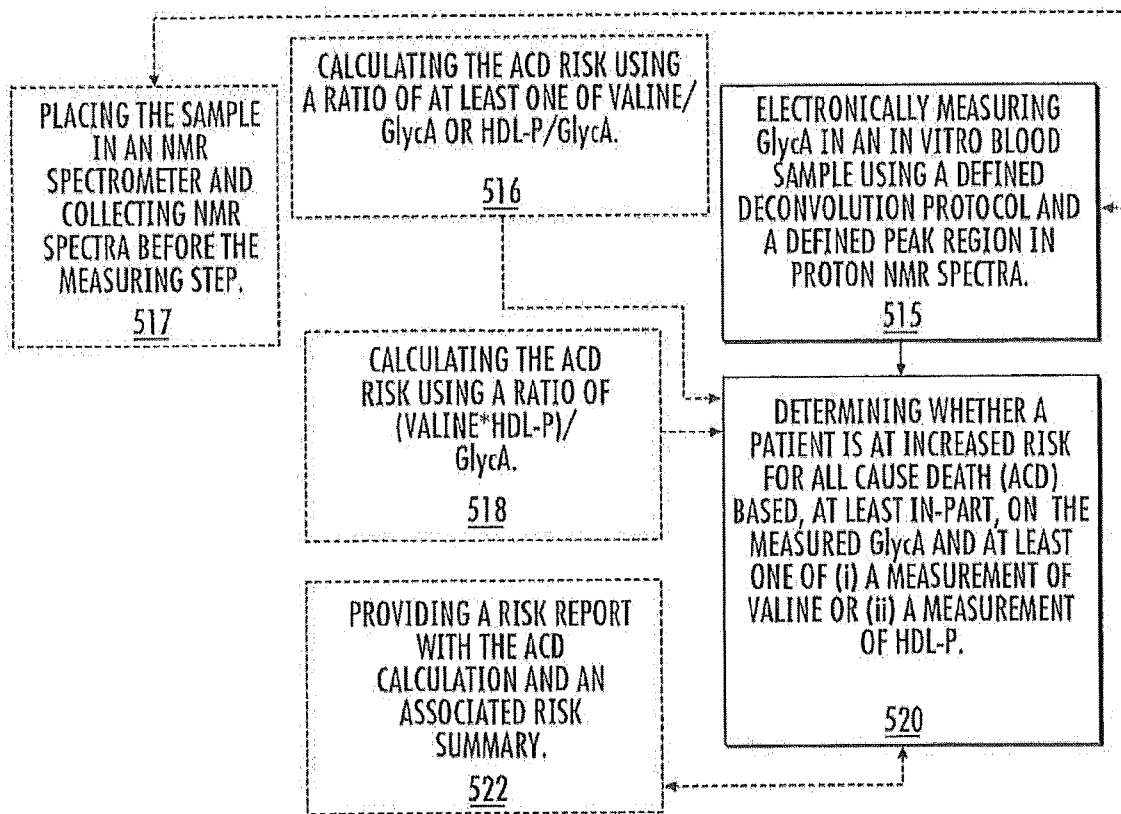 PLACING THE SAMPLE
IN AN NMR
SPECTROMETER AND
COLLECTING NMR
SPECTRA BEFORE THE
MEASURING STEP.
517
CALCULATING THE ACD RISK USING
A RATIO OF AT LEAST ONE OF VALINE/
GlycA OR HDL-P/GlycA.
516
ELECTRONICALLY MEASURING
GlycA IN AN IN VITRO BLOOD
SAMPLE USING A DEFINED
DECONVOLUTION PROTOCOL AND
A DEFINED PEAK REGION IN
PROTON NMR SPECTRA.
515
CALCULATING THE ACD
RISK USING A RATIO OF
(VALINE*HDL-P)/
GlycA.
518
DETERMINING WHETHER A
PATIENT IS AT INCREASED RISK
FOR ALL CAUSE DEATH (ACD)
BASED, AT LEAST IN-PART, ON THE
MEASURED GlycA AND AT LEAST
ONE OF (i) A MEASUREMENT OF
VALINE OR (ii) A MEASUREMENT
OF HDL-P.
520
PROVIDING A RISK REPORT
WITH THE ACD
CALCULATION AND AN
ASSOCIATED RISK
SUMMARY.
522